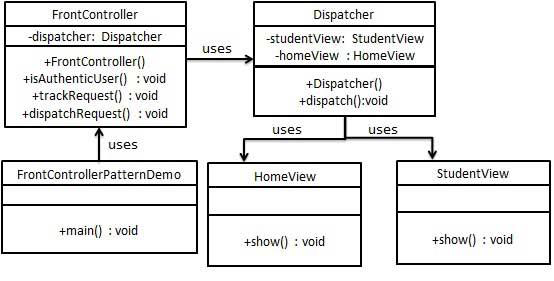 FrontController
-dispatcher: Dispatcher
+FrontController()
+isAuthenticUser() : void
+trackRequest() : void
+dispatchRequest() : void
uses
Dispatcher
-studentView: StudentView
-homeView : HomeView
+Dispatcher()
+dispatch():void
uses
uses
uses
FrontControllerPatternDemo
+main() : void
HomeView
+show() : void
StudentView
+show() : void